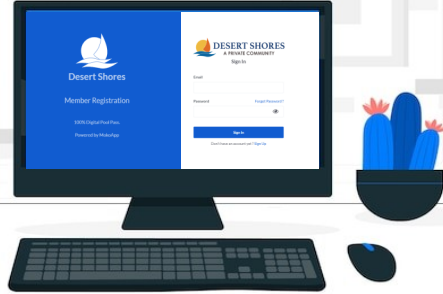 Desert Shores
Member Registration
100% Digital Pool Pass.
Powered by MakerApp
DESERT SHORES
A PRIVATE COMMUNITY
Sign In
Email
Password
Forgot Password?
Sign In
Don't have an account yet? Sign Up